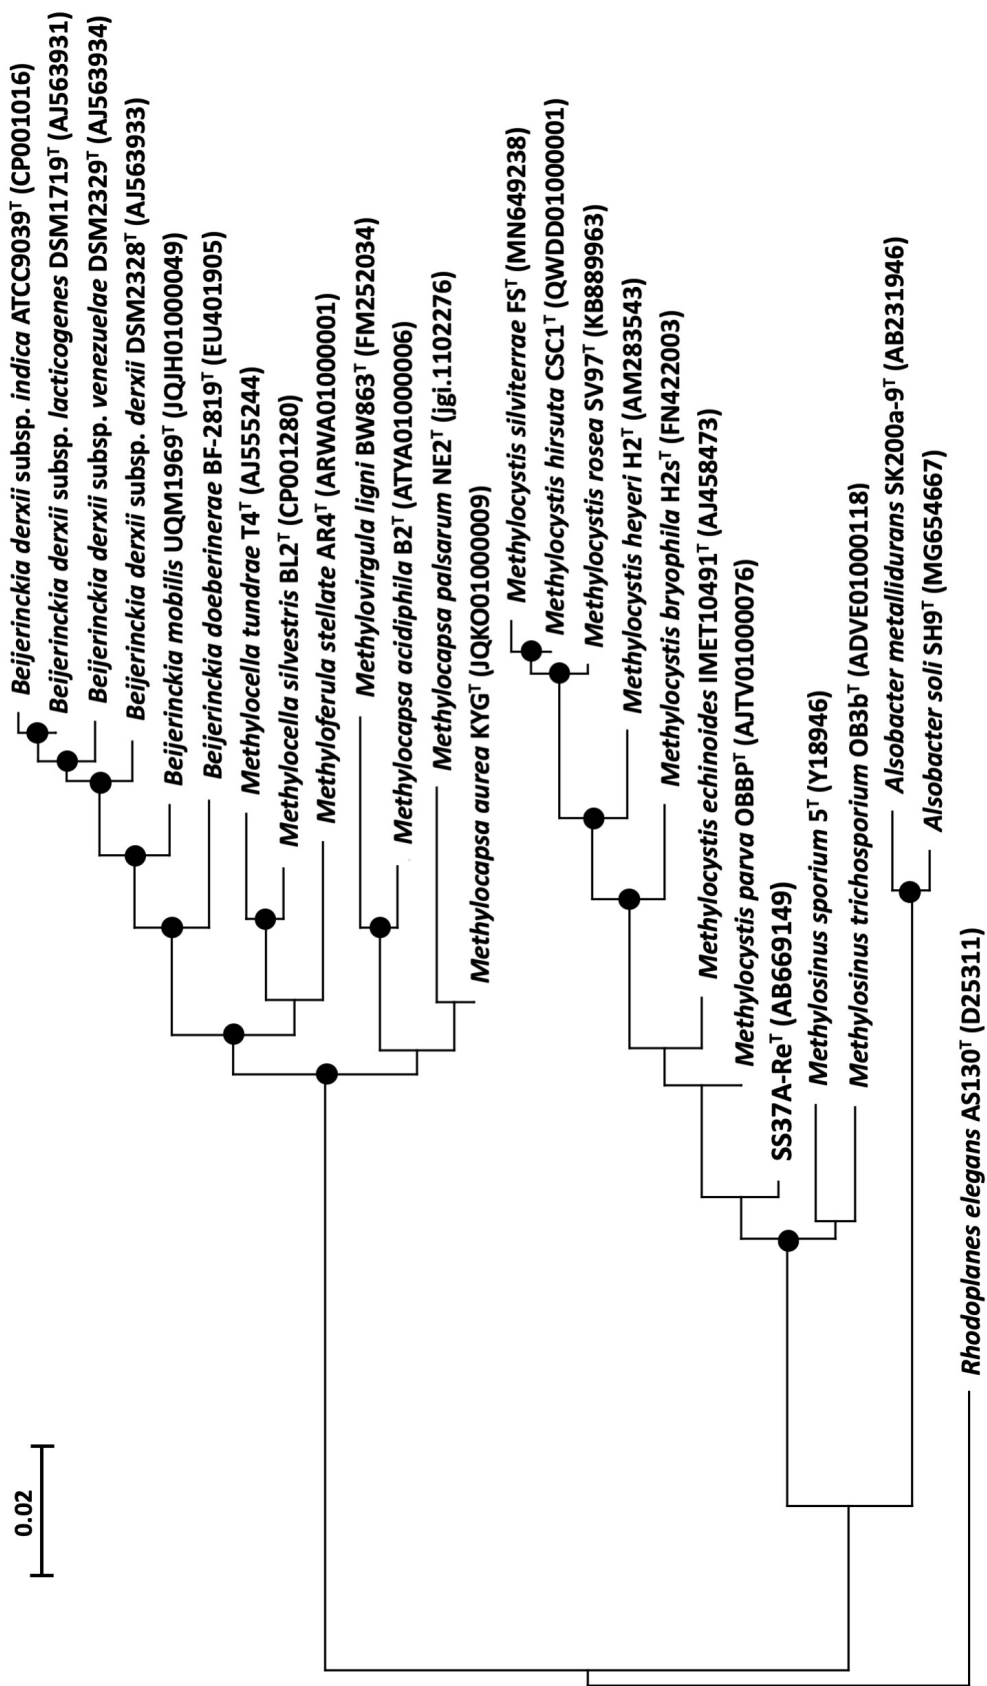 Beijerinckia derxii subsp. indica ATCC9039ᵀ (CP001016)
Beijerinckia derxii subsp. lacticogenes DSM1719ᵀ (AJ563931)
Beijerinckia derxii subsp. venezuelae DSM2329ᵀ (AJ563934)
Beijerinckia derxii subsp. derxii DSM2328ᵀ (AJ563933)
Beijerinckia mobilis UQM1969ᵀ (JQJH01000049)
Beijerinckia doeberinerae BF-2819ᵀ (EU401905)
Methylocella tundrae T4ᵀ (AJ555244)
Methylocella silvestris BL2ᵀ (CP001280)
Methyloferula stellate AR4ᵀ (ARWA01000001)
Methylovirgula ligni BW863ᵀ (FM252034)
Methylocapsa acidiphila B2ᵀ (ATYA01000006)
Methylocapsa palsarum NE2ᵀ (jgi.1102276)
Methylocapsa aurea KYGᵀ (JQKO01000009)
Methylocystis silviterrae FSᵀ (MN649238)
Methylocystis hirsuta CSC1ᵀ (QWDD01000001)
Methylocystis rosea SV97ᵀ (KB889963)
Methylocystis heyeri H2ᵀ (AM283543)
Methylocystis bryophila H2sᵀ (FN422003)
Methylocystis echinoides IMET10491ᵀ (AJ458473)
Methylocystis parva OBBPᵀ (AJTV01000076)
SS37A-Reᵀ (AB669149)
Methylosinus sporium 5ᵀ (Y18946)
Methylosinus trichosporium OB3bᵀ (ADVE01000118)
Alsobacter metallidurans SK200a-9ᵀ (AB231946)
Alsobacter soli SH9ᵀ (MG654667)
Rhodoplanes elegans AS130ᵀ (D25311)
0.02